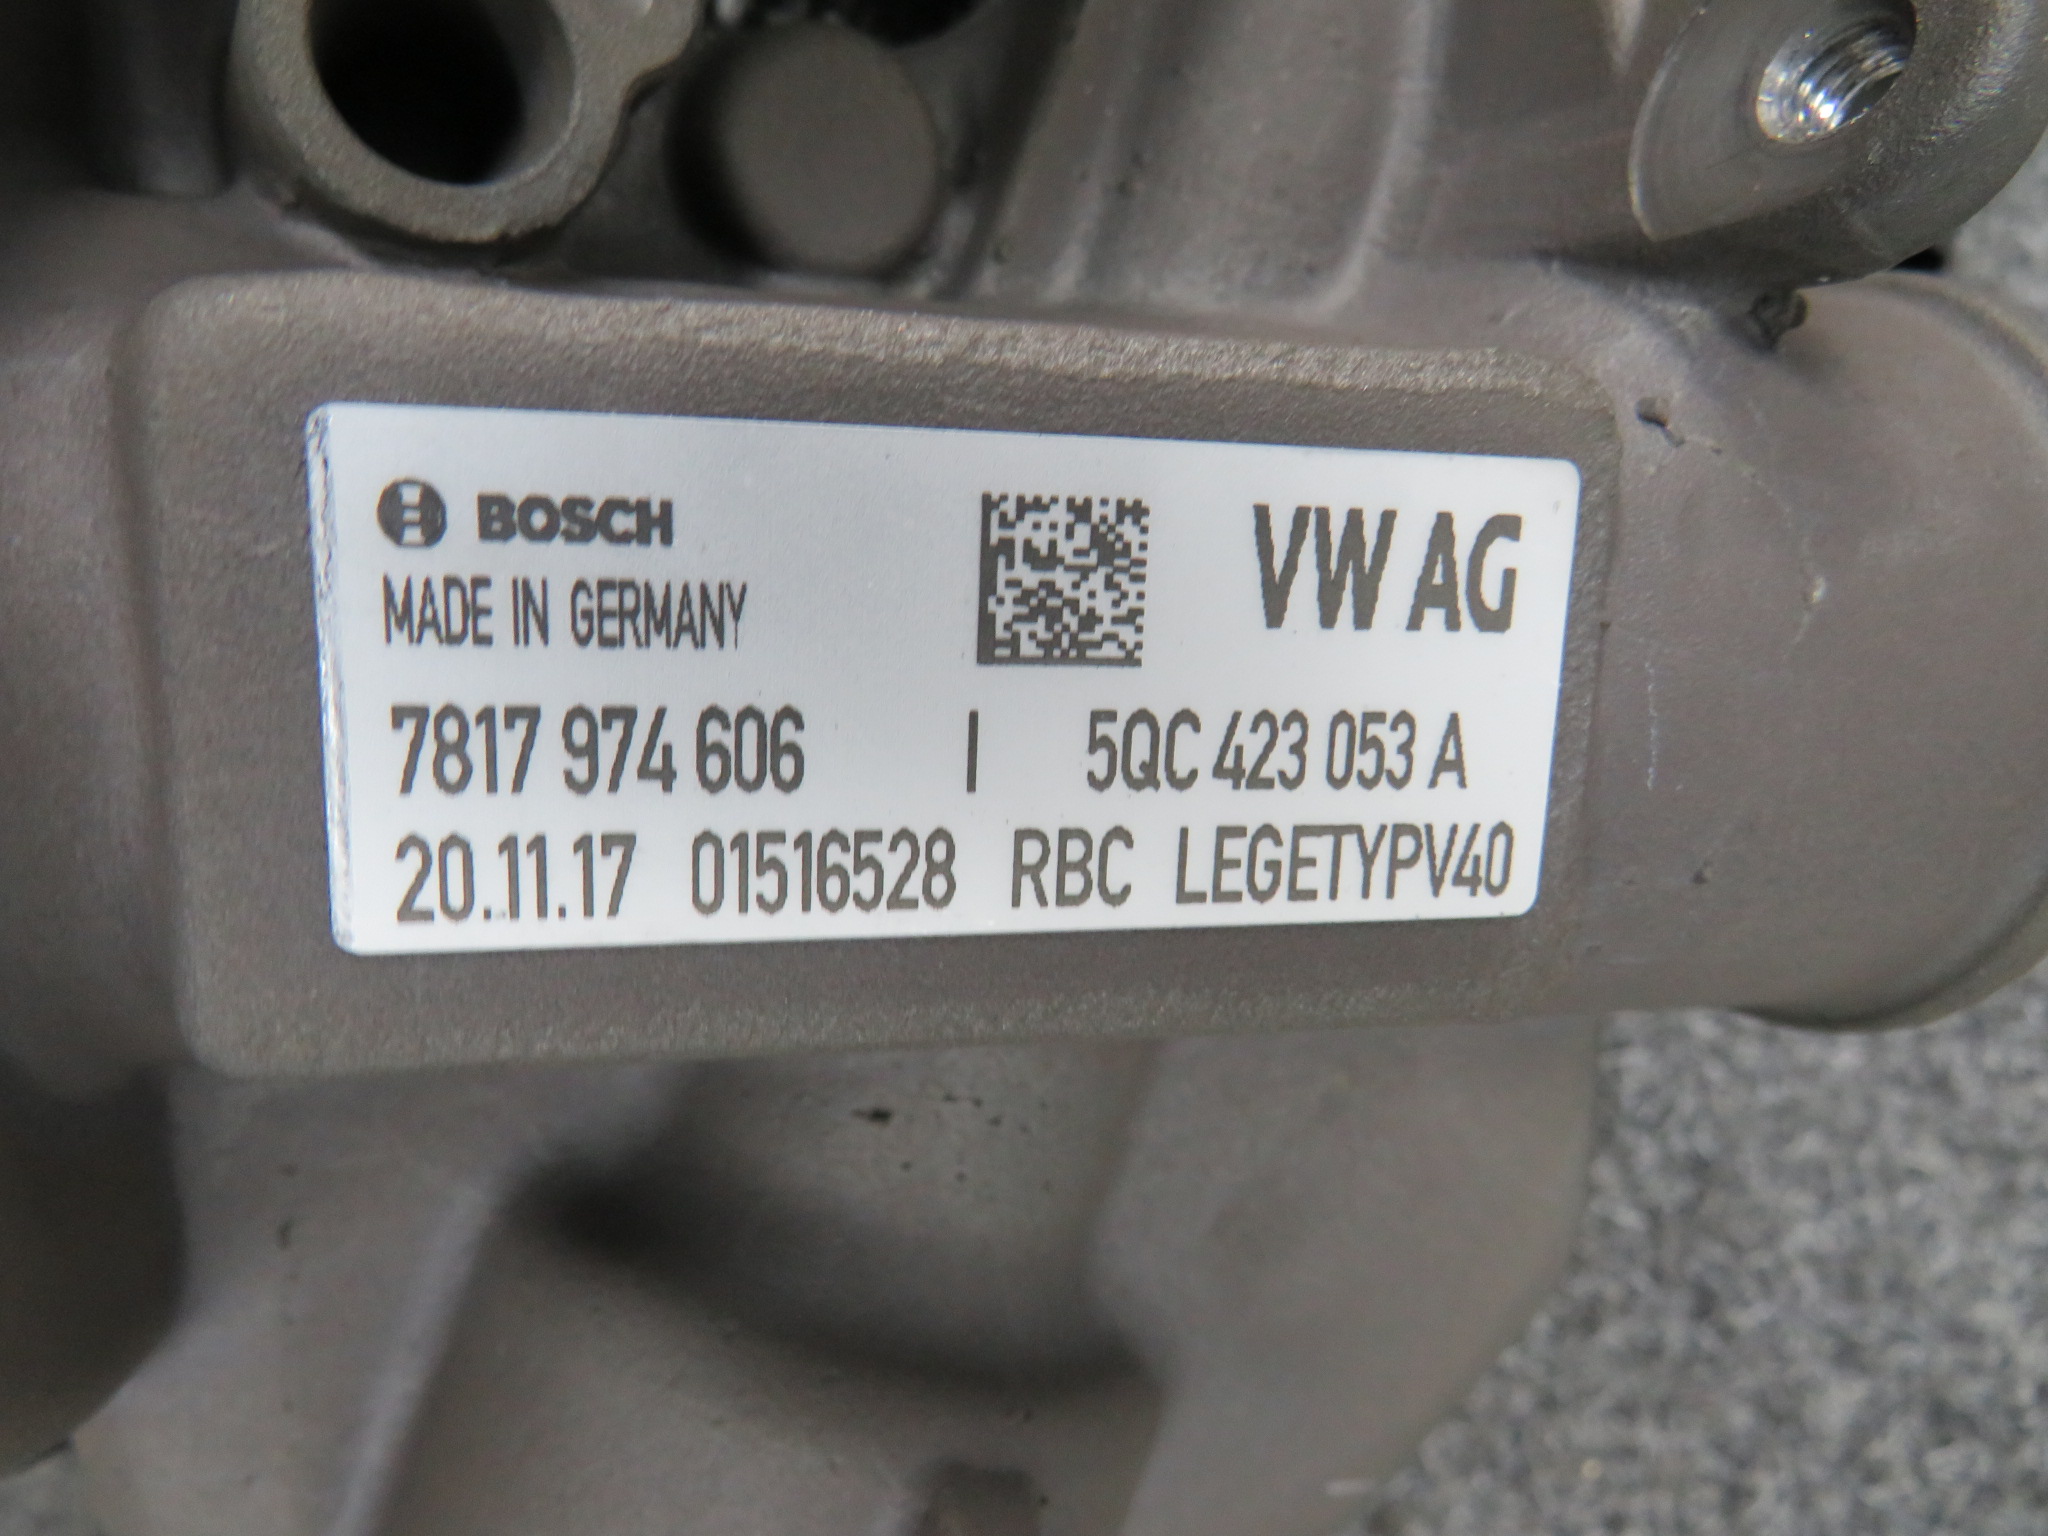 BOSCH
VW AG
MADE IN GERMANY
7817 974 606 I 5QC 423 053 A
20.11.17 01516528 RBC LEGETYPV40